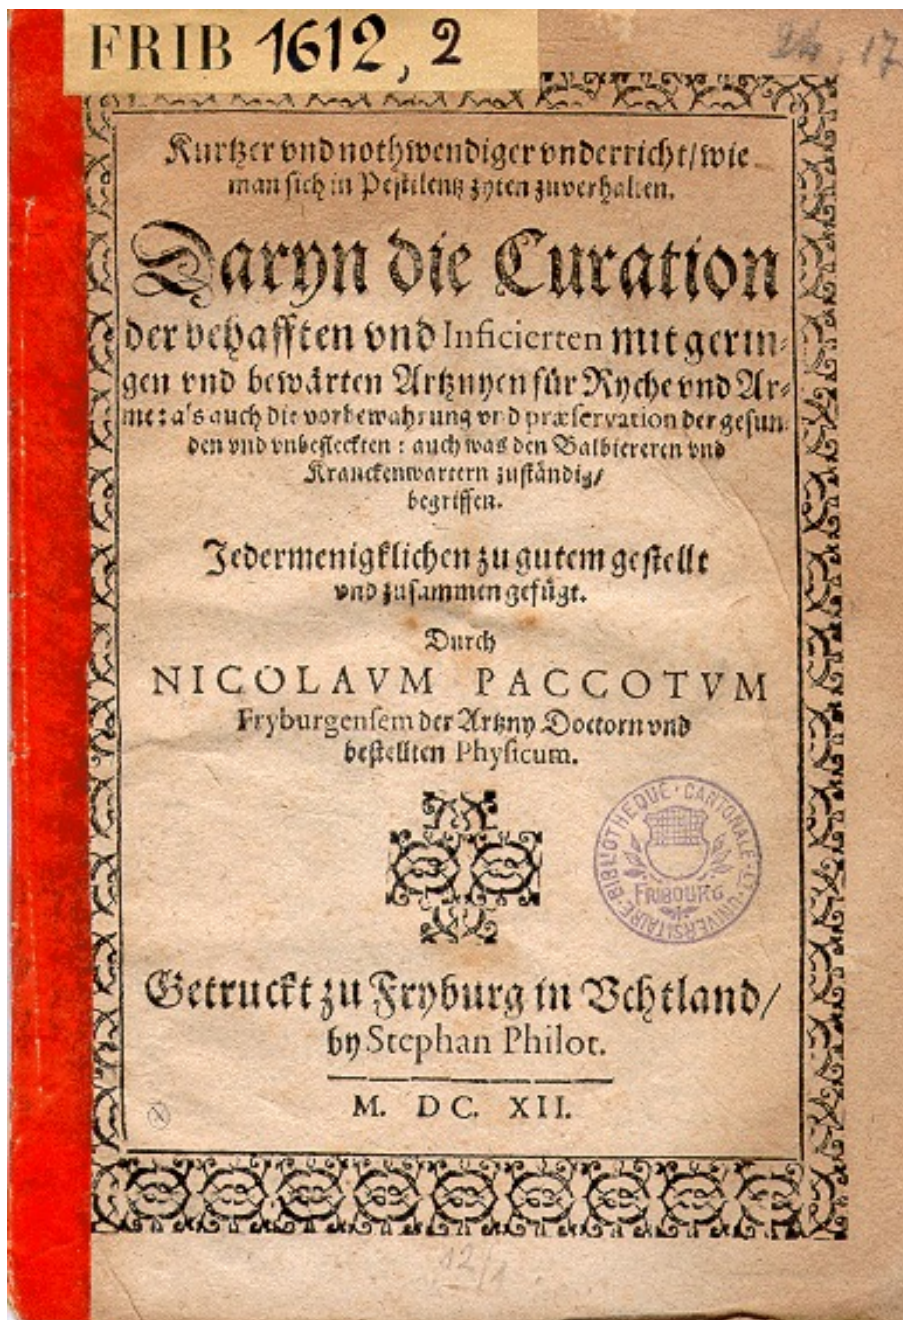 FRIB 1612, 2
24.17
Kurtzer vnd nothwendiger vnderricht/ wie
man sich in Pestilentz zyten zuverhalten.
Daryn die Curation
der behafften vnd Inficierten mit gerin⸗
gen vnd bewärten Artznyen für Ryche vnd Ar⸗
me: als auch die vorbewahrung vnd præservation der gesun⸗
den vnd vnbefleckten: auch was den Balbiereren vnd
Kranckenwartern zuständig/
begriffen.
Jedermenigklichen zu gutem gestellt
vnd zusammen gefügt.
Durch
NICOLAVM PACCOTVM
Fryburgensem der Artzny Doctorn vnd
bestellten Physicum.
BIBLIOTHEQUE CANTONALE ET UNIVERSITAIRE
FRIBOURG
Getruckt zu Fryburg in Vchtland/
by Stephan Philot.
M. DC. XII.
12/1